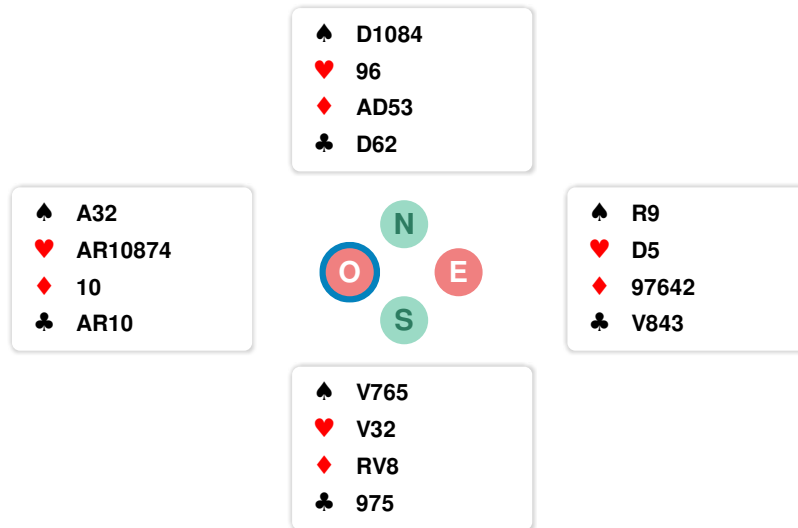 ♠ D1084
♥ 96
♦ AD53
♣ D62
♠ A32
♥ AR10874
♦ 10
♣ AR10
N
O E
S
♠ R9
♥ D5
♦ 97642
♣ V843
♠ V765
♥ V32
♦ RV8
♣ 975